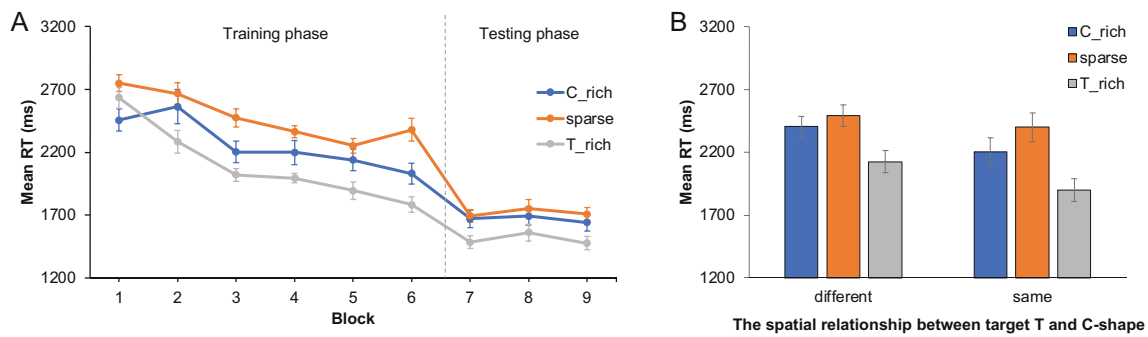 A
Training phase
Testing phase
C_rich
sparse
T_rich
Mean RT (ms)
3200
2700
2200
1700
1200
1 2 3 4 5 6 7 8 9
Block
B
C_rich
sparse
T_rich
Mean RT (ms)
3200
2700
2200
1700
1200
different same
The spatial relationship between target T and C-shape